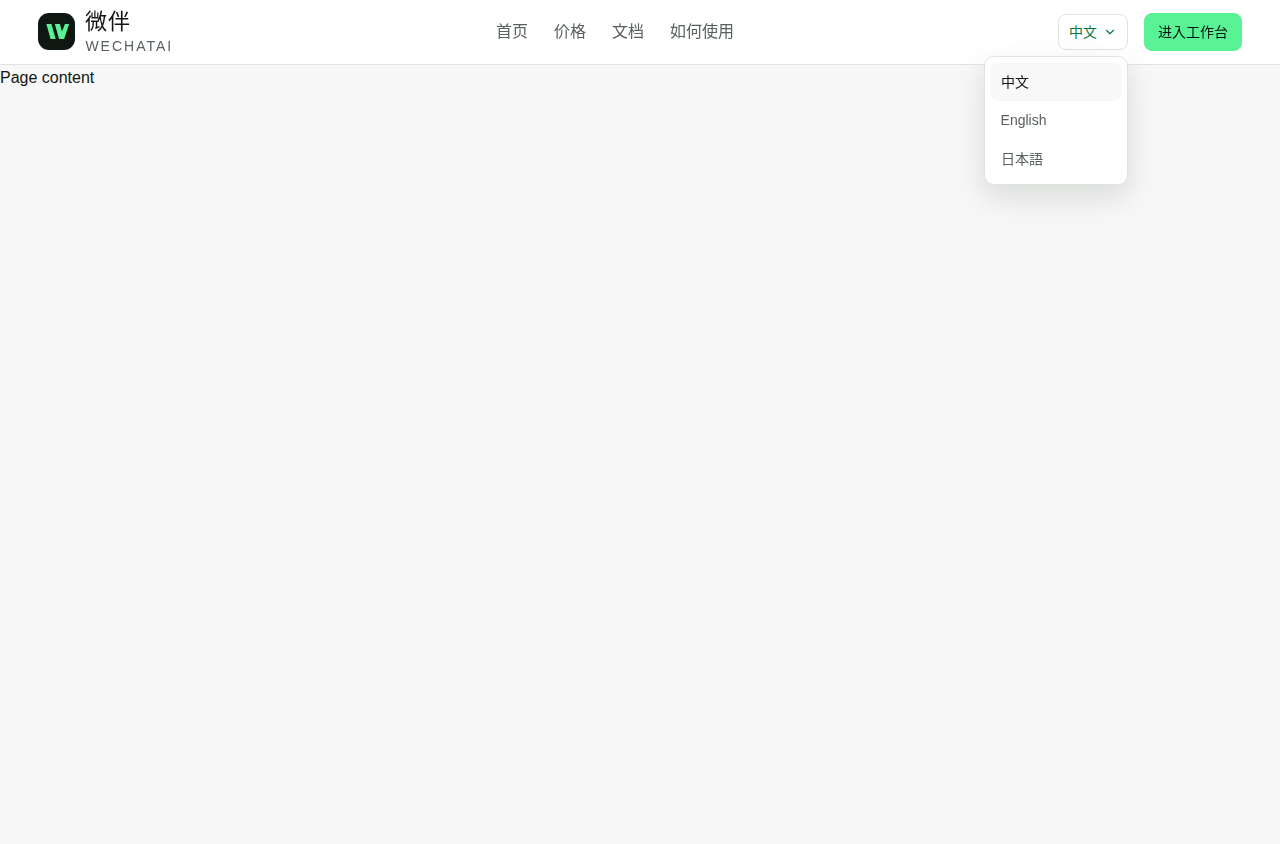 微伴
WECHATAI
首页 价格 文档 如何使用
中文
进入工作台
Page content
中文
English
日本語